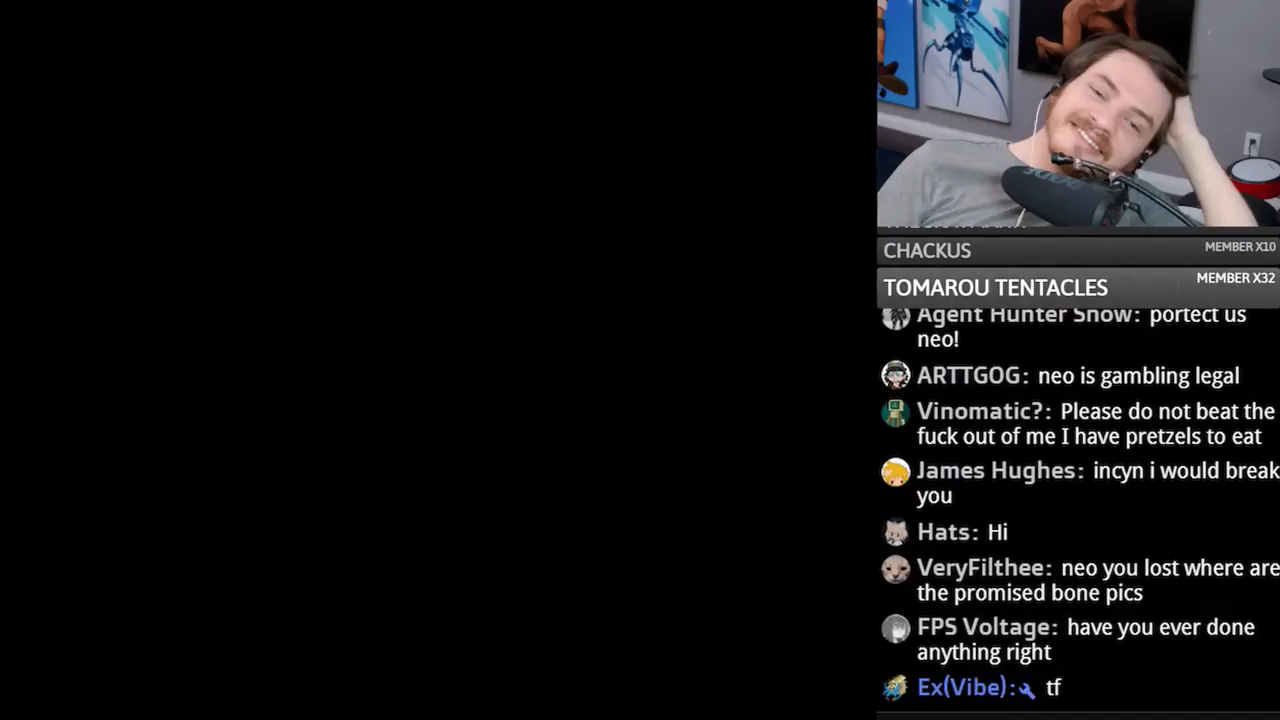 CHACKUS MEMBER X10
TOMAROU TENTACLES MEMBER X32
Agent Hunter Show: portect us
neo!
ARTTGOG: neo is gambling legal
Vinomatic?: Please do not beat the
fuck out of me I have pretzels to eat
James Hughes: incyn i would break
you
Hats: Hi
VeryFilthee: neo you lost where are
the promised bone pics
FPS Voltage: have you ever done
anything right
Ex(Vibe): tf